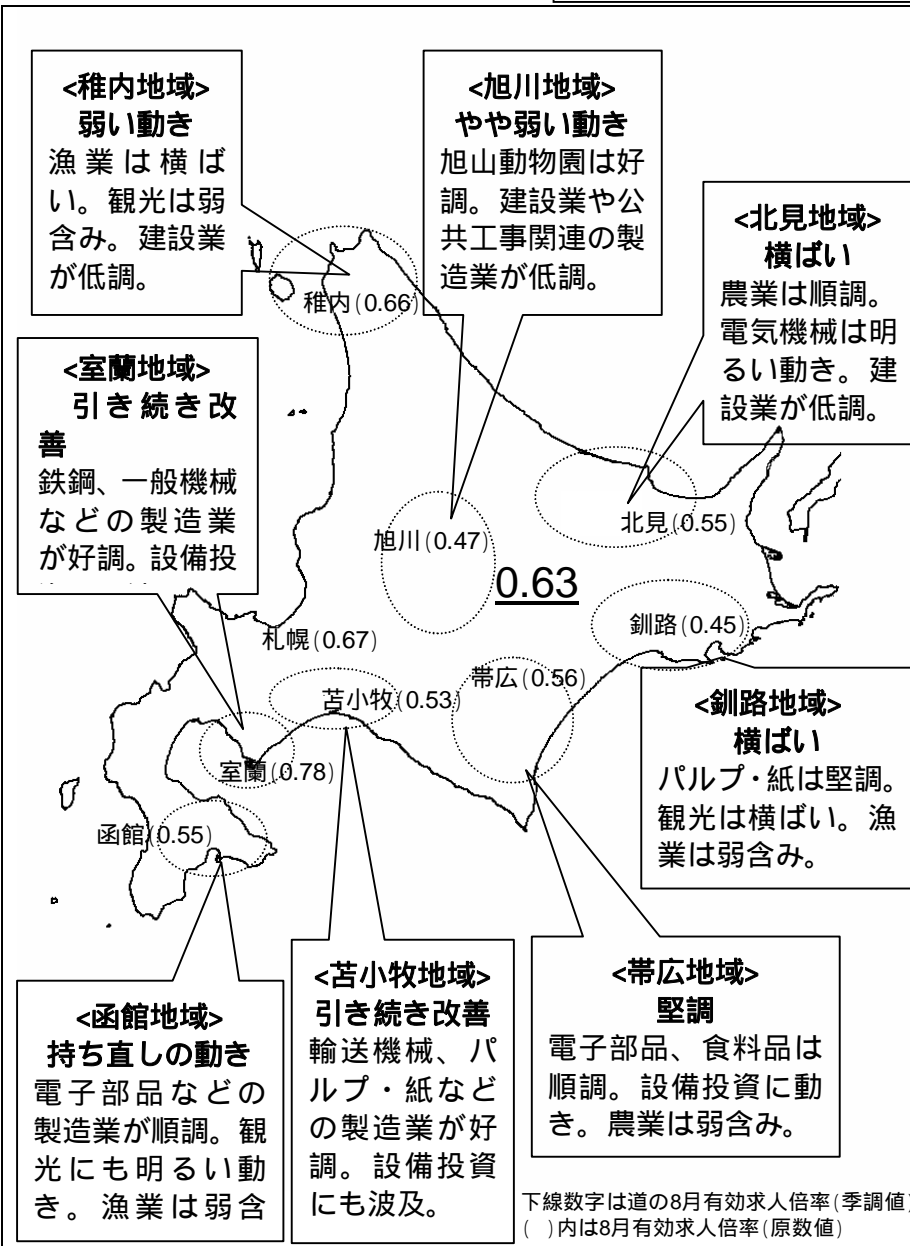 <稚内地域>
弱い動き
漁業は横ば
い。観光は弱
含み。建設業
が低調。
<旭川地域>
やや弱い動き
旭山動物園は好
調。建設業や公
共工事関連の製
造業が低調。
<北見地域>
横ばい
農業は順調。
電気機械は明
るい動き。建
設業が低調。
稚内(0.66)
<室蘭地域>
引き続き改
善
鉄鋼、一般機械
などの製造業
が好調。設備投
旭川(0.47)
北見(0.55)
0.63
札幌(0.67)
釧路(0.45)
苫小牧(0.53)
帯広(0.56)
室蘭(0.78)
函館(0.55)
<釧路地域>
横ばい
パルプ・紙は堅調。
観光は横ばい。漁
業は弱含み。
<函館地域>
持ち直しの動き
電子部品などの
製造業が順調。観
光にも明るい動
き。漁業は弱含
<苫小牧地域>
引き続き改善
輸送機械、パ
ルプ・紙など
の製造業が好
調。設備投資
にも波及。
<帯広地域>
堅調
電子部品、食料品は
順調。設備投資に動
き。農業は弱含み。
下線数字は道の8月有効求人倍率(季調値)
( )内は8月有効求人倍率(原数値)